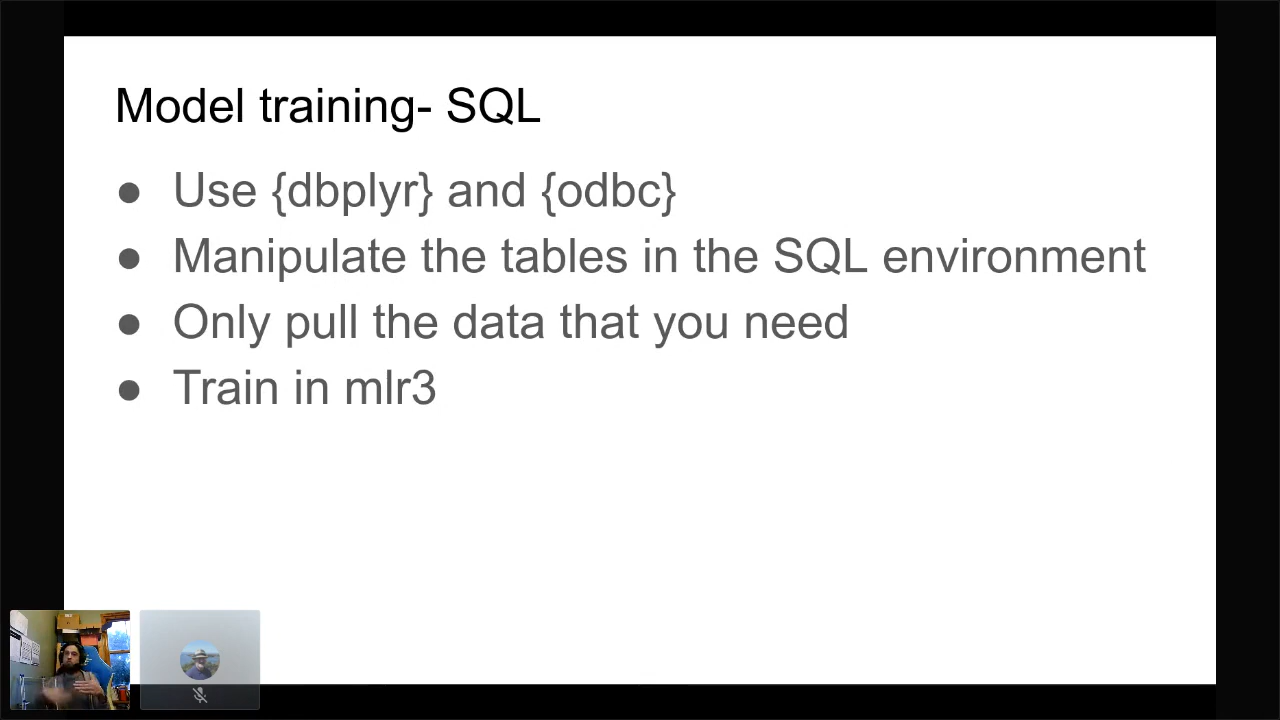 Model training- SQL
● Use {dbplyr} and {odbc}
● Manipulate the tables in the SQL environment
● Only pull the data that you need
● Train in mlr3